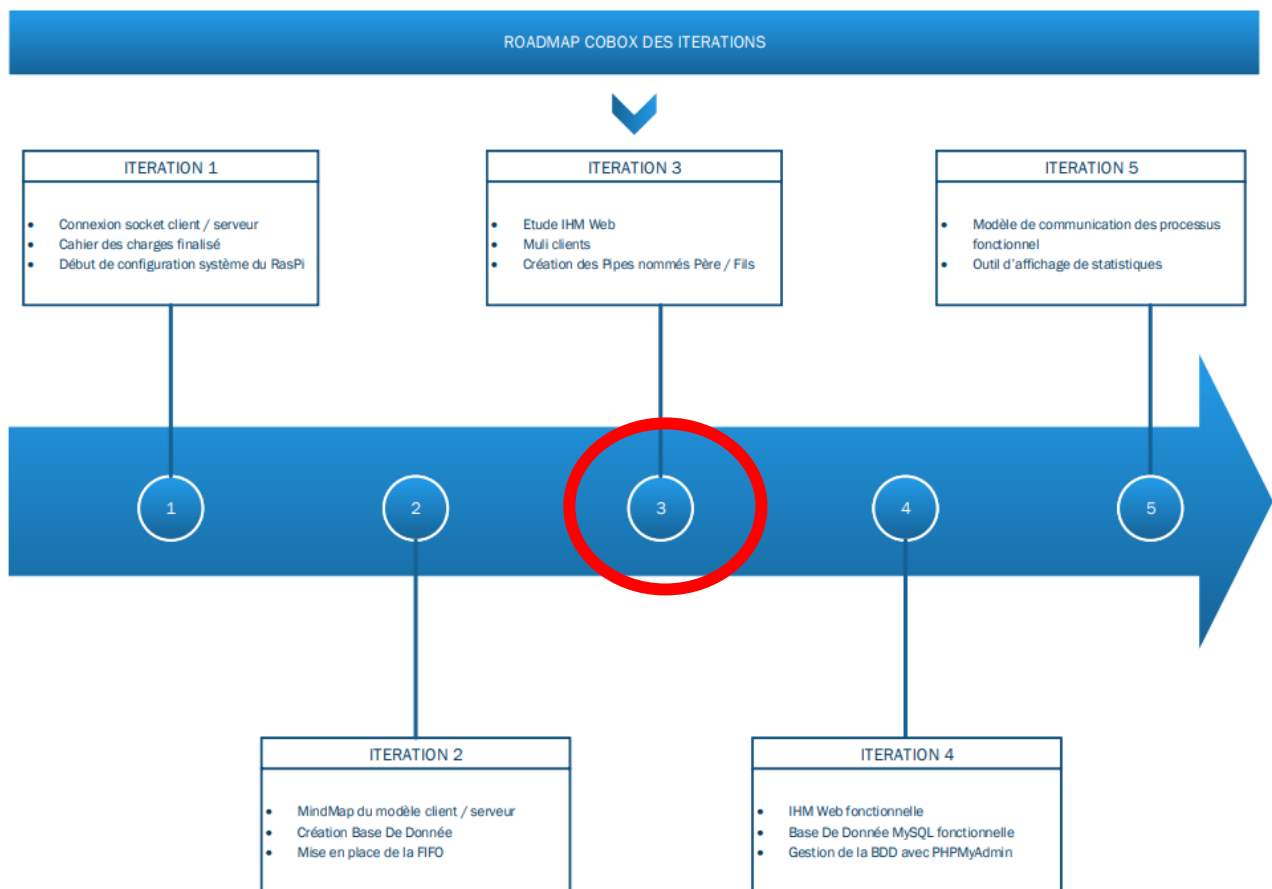 ROADMAP COBOX DES ITERATIONS
ITERATION 1
• Connexion socket client / serveur
• Cahier des charges finalisé
• Début de configuration système du RasPi
ITERATION 3
• Etude IHM Web
• Muli clients
• Création des Pipes nommés Père / Fils
ITERATION 5
• Modèle de communication des processus
fonctionnel
• Outil d'affichage de statistiques
1
2
3
4
5
ITERATION 2
• MindMap du modèle client / serveur
• Création Base De Donnée
• Mise en place de la FIFO
ITERATION 4
• IHM Web fonctionnelle
• Base De Donnée MySQL fonctionnelle
• Gestion de la BDD avec PHPMyAdmin